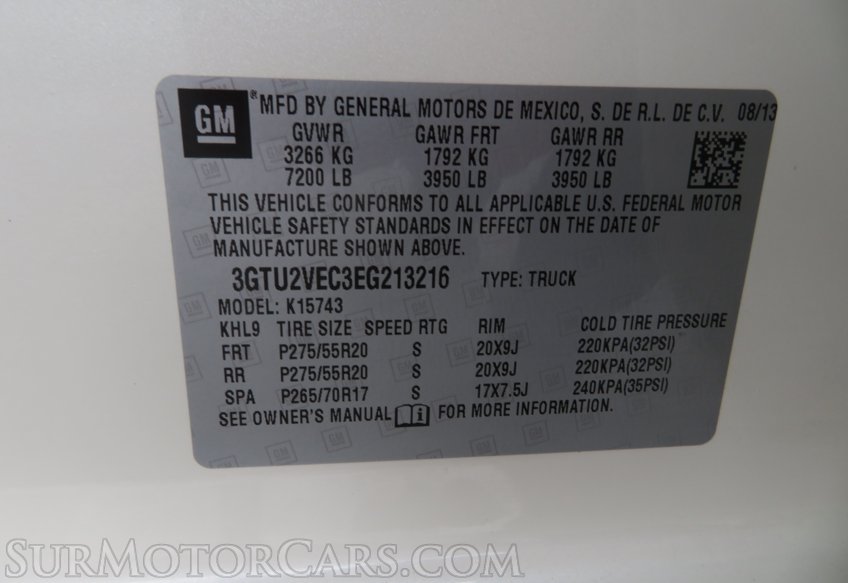 GM ® MFD BY GENERAL MOTORS DE MEXICO, S. DE R.L. DE C.V. 08/13
GVWR GAWR FRT GAWR RR
3266 KG 1792 KG 1792 KG
7200 LB 3950 LB 3950 LB
THIS VEHICLE CONFORMS TO ALL APPLICABLE U.S. FEDERAL MOTOR
VEHICLE SAFETY STANDARDS IN EFFECT ON THE DATE OF
MANUFACTURE SHOWN ABOVE.
3GTU2VEC3EG213216 TYPE: TRUCK
MODEL: K15743
KHL9 TIRE SIZE SPEED RTG RIM COLD TIRE PRESSURE
FRT P275/55R20 S 20X9J 220KPA(32PSI)
RR P275/55R20 S 20X9J 220KPA(32PSI)
SPA P265/70R17 S 17X7.5J 240KPA(35PSI)
SEE OWNER'S MANUAL FOR MORE INFORMATION.
SURMOTORCARS.COM